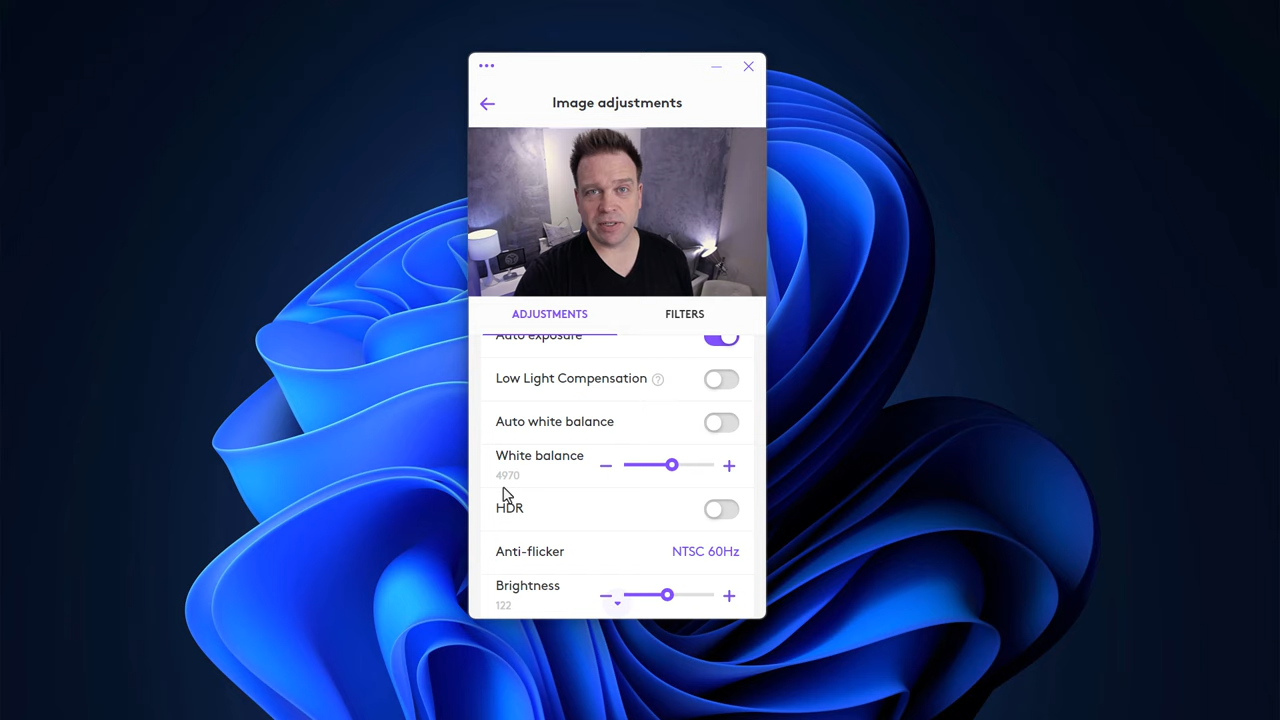 Image adjustments
ADJUSTMENTS FILTERS
Auto exposure
Low Light Compensation ?
Auto white balance
White balance
4970
HDR
Anti-flicker NTSC 60Hz
Brightness
122